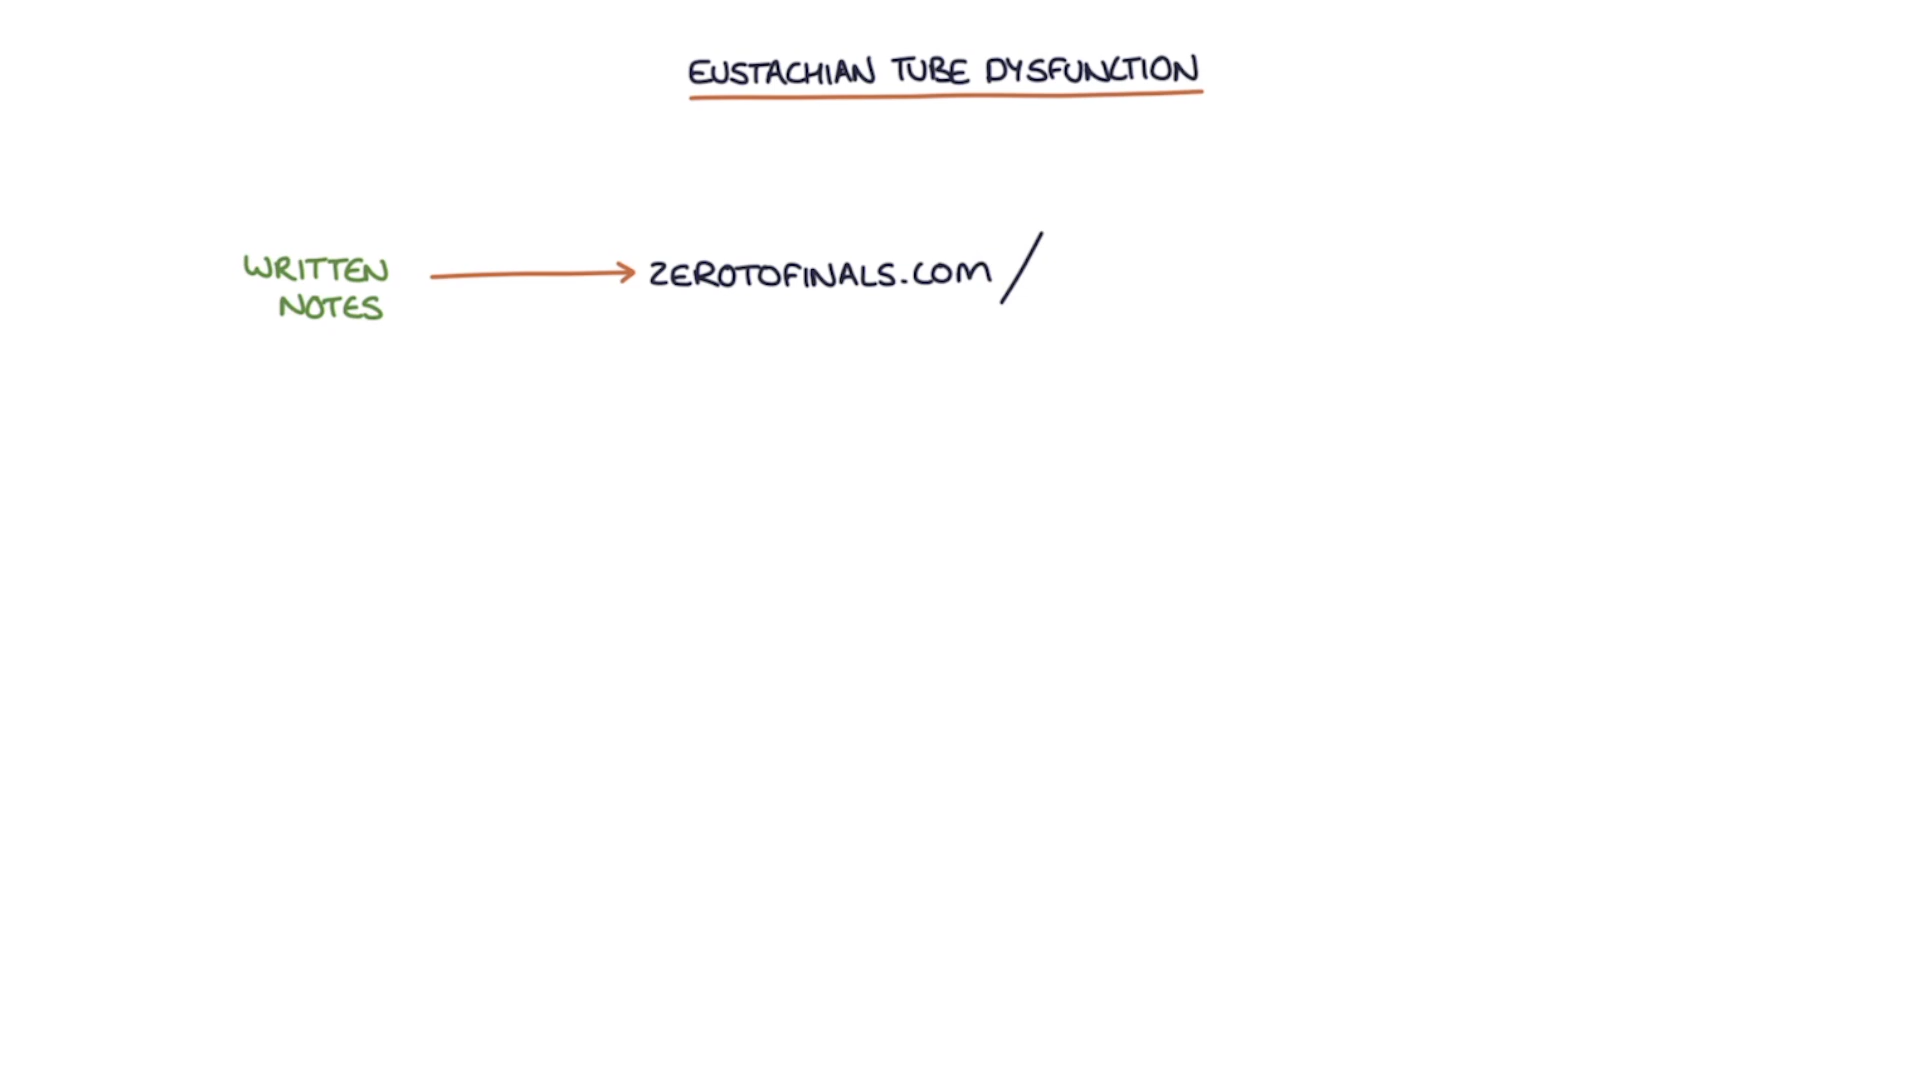 EUSTACHIAN TUBE DYSFUNCTION
WRITTEN NOTES → ZEROTOFINALS.COM /